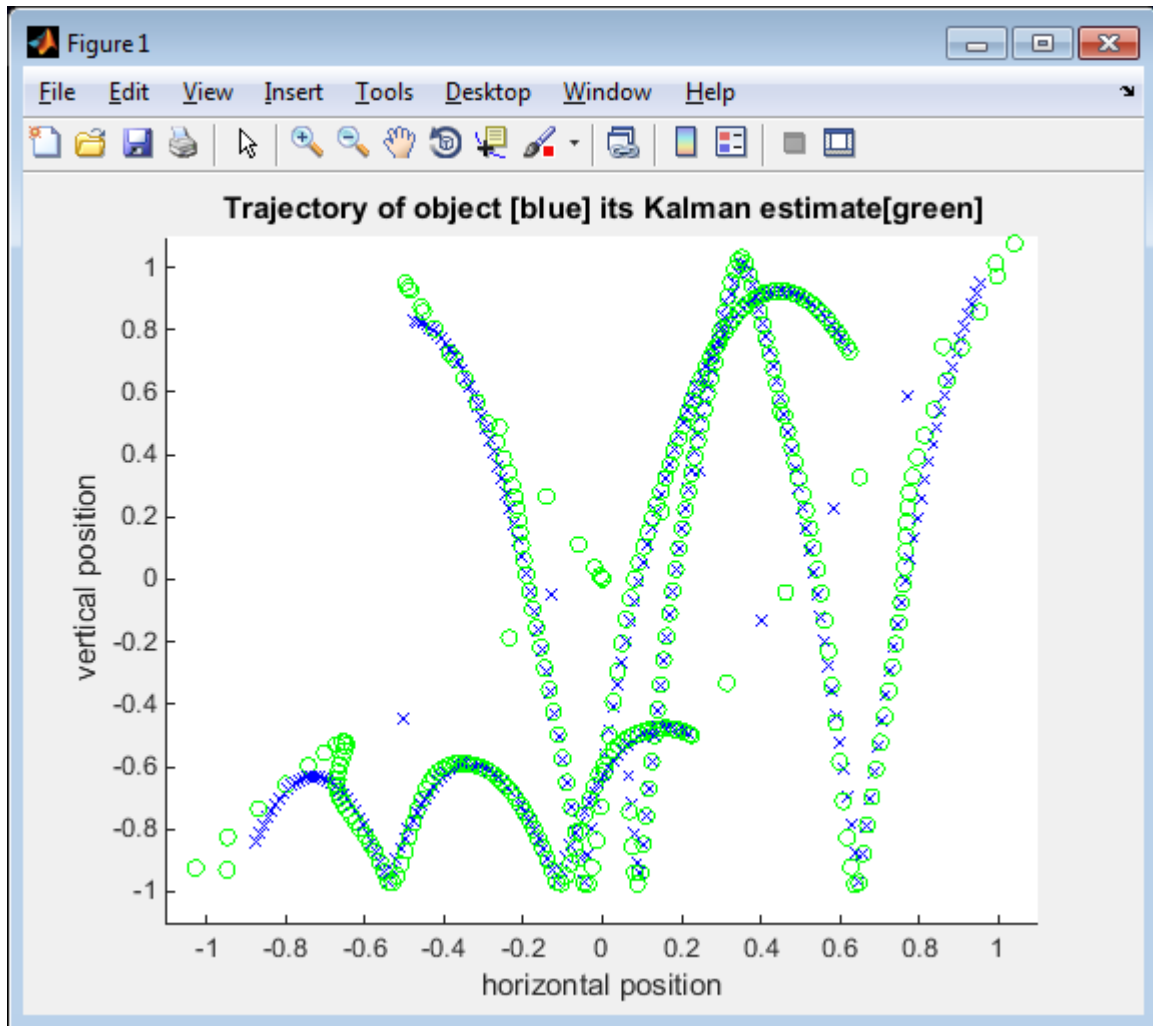 Figure 1
File Edit View Insert Tools Desktop Window Help
Trajectory of object [blue] its Kalman estimate[green]
1
0.8
0.6
0.4
0.2
0
-0.2
-0.4
-0.6
-0.8
-1
vertical position
-1 -0.8 -0.6 -0.4 -0.2 0 0.2 0.4 0.6 0.8 1
horizontal position